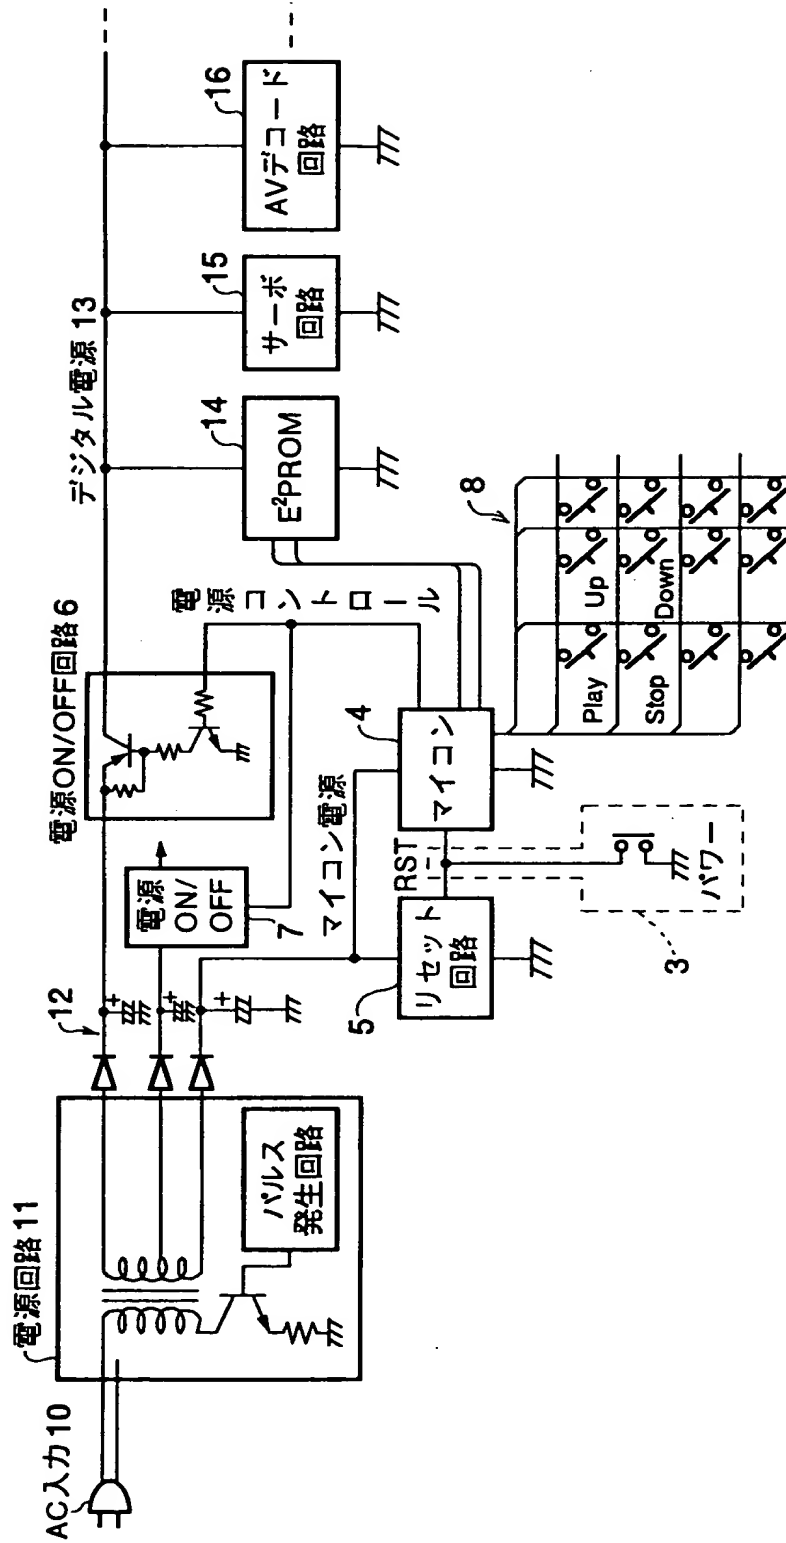 AC入力10
電源回路11
パルス
発生回路
12
電源ON/OFF回路6
電源
ON/
OFF
7
デジタル電源13
電源コントロール
マイコン電源
14
E²PROM
15
サーボ
回路
16
AVデコード
回路
5
リセット
回路
RST
4
マイコン
3
パワー
8
Play
Up
Stop
Down
+
+
+